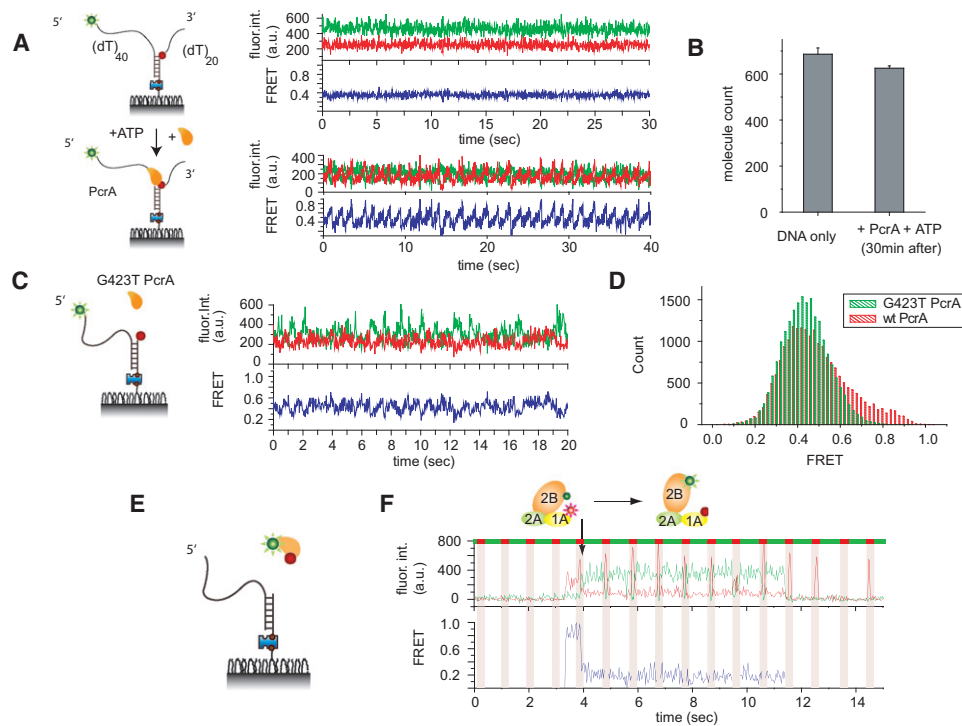 A
5’
3’
(dT)
40
(dT)
20
+ATP
+
5’
3’
PcrA
fluor.int.
(a.u.)
600
400
200
0
FRET
0.8
0.4
0 5 10 15 20 25 30
time (sec)
fluor.int.
(a.u.)
400
200
0
FRET
0.8
0.4
0 10 20 30 40
time (sec)
B
molecule count
600
400
200
0
DNA only
+ PcrA + ATP
(30min after)
C
G423T PcrA
5’
fluor.Int.
(a.u.)
600
400
200
0
FRET
1.0
0.6
0.2
0 2 4 6 8 10 12 14 16 18 20
time (sec)
D
Count
1500
1000
500
0
G423T PcrA
wt PcrA
0.0 0.2 0.4 0.6 0.8 1.0
FRET
E
5’
F
2B
2A 1A
2B
2A 1A
fluor. int.
(a.u.)
800
400
0
FRET
1.0
0.6
0.2
0 2 4 6 8 10 12 14
time (sec)